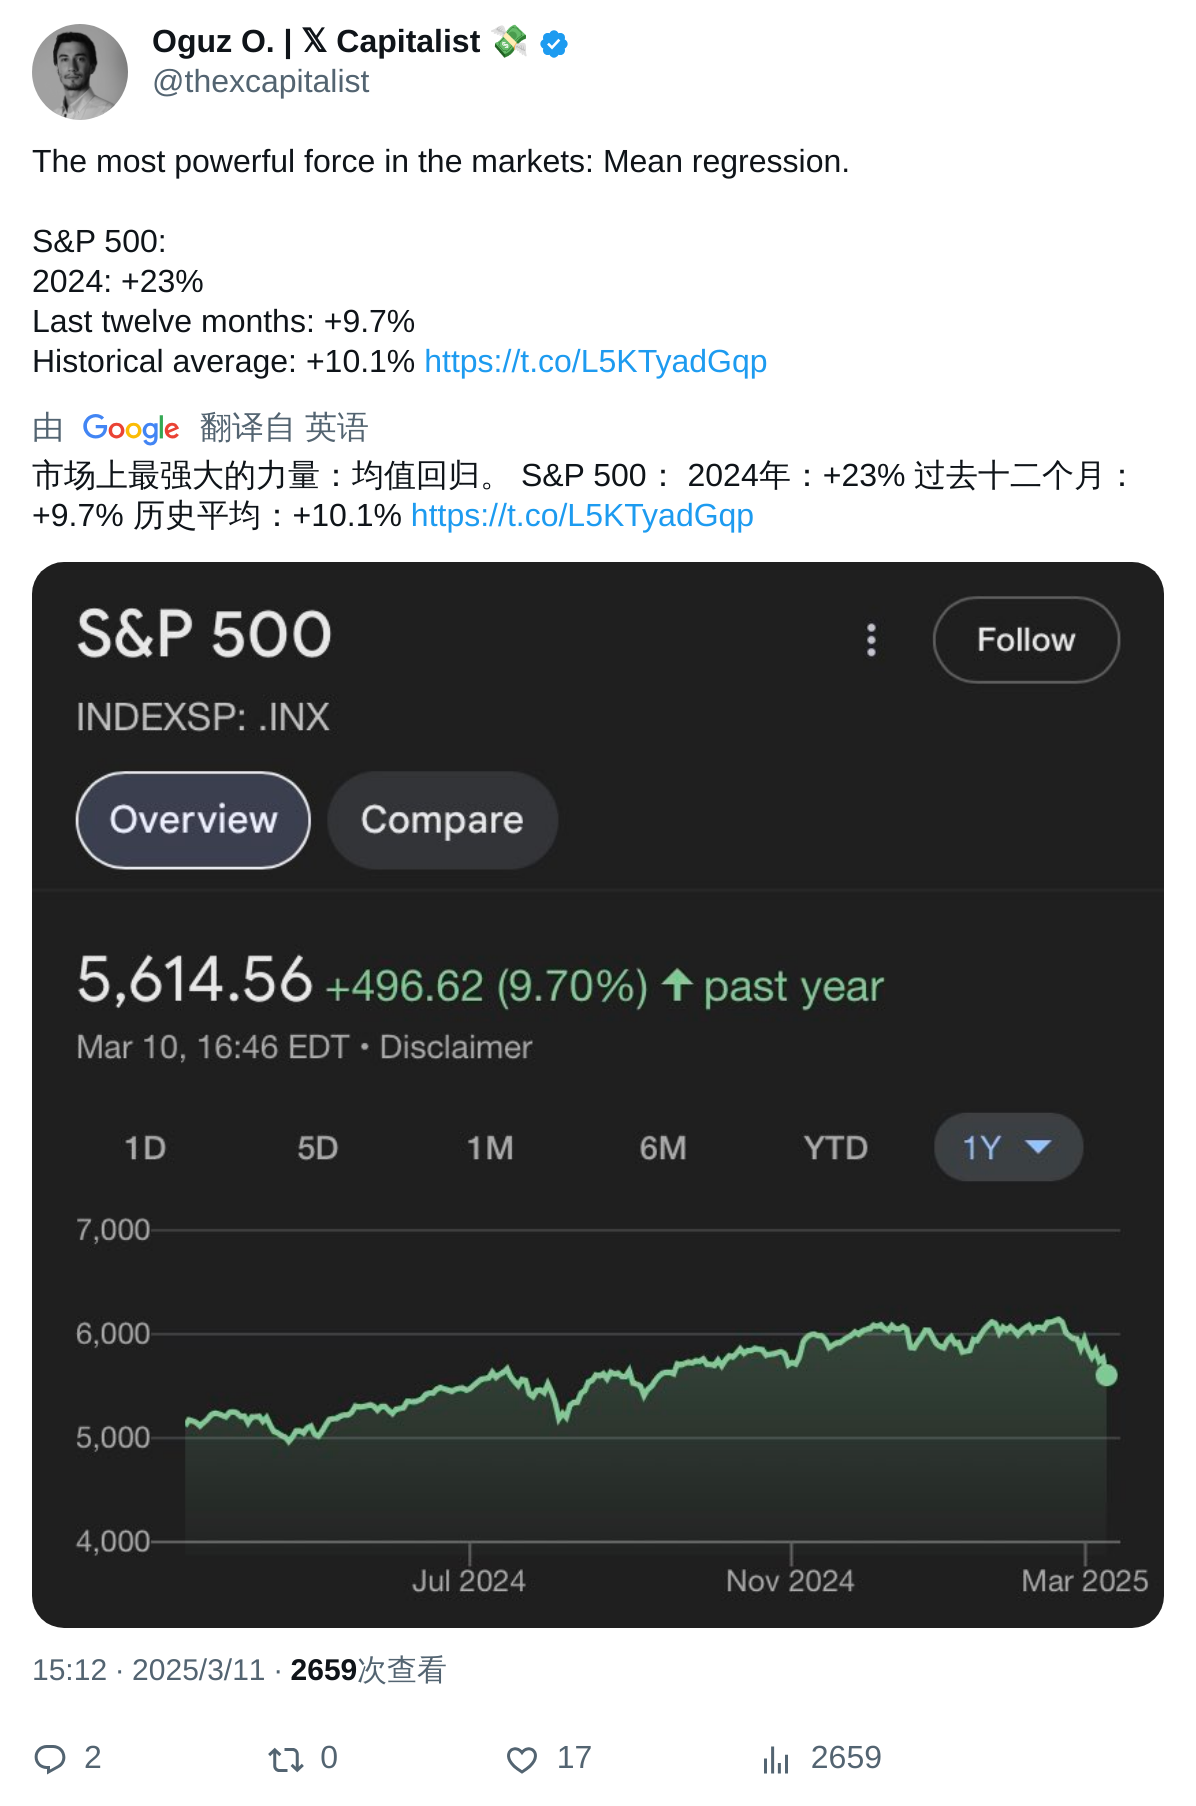 Oguz O. | 𝕏 Capitalist 💸
@thexcapitalist
The most powerful force in the markets: Mean regression.
S&P 500:
2024: +23%
Last twelve months: +9.7%
Historical average: +10.1% https://t.co/L5KTyadGqp
由 Google 翻译自 英语
市场上最强大的力量：均值回归。 S&P 500： 2024年：+23% 过去十二个月：
+9.7% 历史平均：+10.1% https://t.co/L5KTyadGqp
S&P 500
Follow
INDEXSP: .INX
Overview Compare
5,614.56 +496.62 (9.70%) ↑ past year
Mar 10, 16:46 EDT • Disclaimer
1D 5D 1M 6M YTD 1Y
7,000
6,000
5,000
4,000
Jul 2024 Nov 2024 Mar 2025
15:12 · 2025/3/11 · 2659次查看
2 0 17 2659